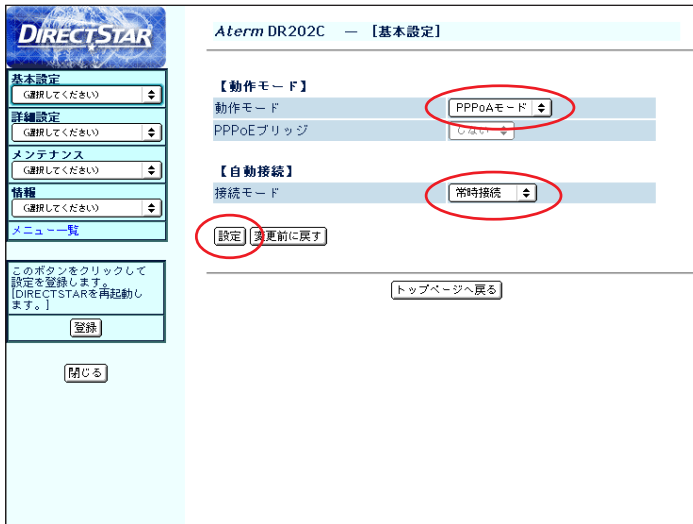 DIRECTSTAR
Aterm DR202C － [基本設定]
基本設定
(選択してください)
詳細設定
(選択してください)
メンテナンス
(選択してください)
情報
(選択してください)
メニュー一覧
このボタンをクリックして
設定を登録します。
[DIRECTSTARを再起動し
ます。]
登録
閉じる
【動作モード】
動作モード PPPoAモード
PPPoEブリッジ しない
【自動接続】
接続モード 常時接続
設定 変更前に戻す
トップページへ戻る